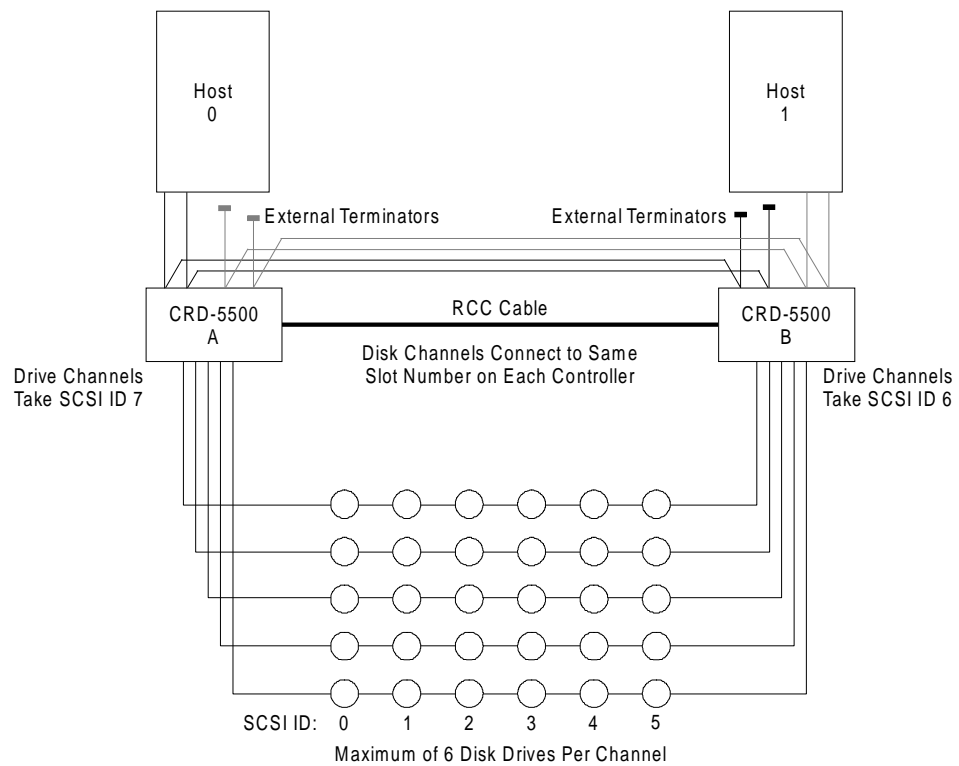 Host
0
Host
1
External Terminators
External Terminators
CRD-5500
A
RCC Cable
CRD-5500
B
Disk Channels Connect to Same
Slot Number on Each Controller
Drive Channels
Take SCSI ID 7
Drive Channels
Take SCSI ID 6
SCSI ID: 0 1 2 3 4 5
Maximum of 6 Disk Drives Per Channel